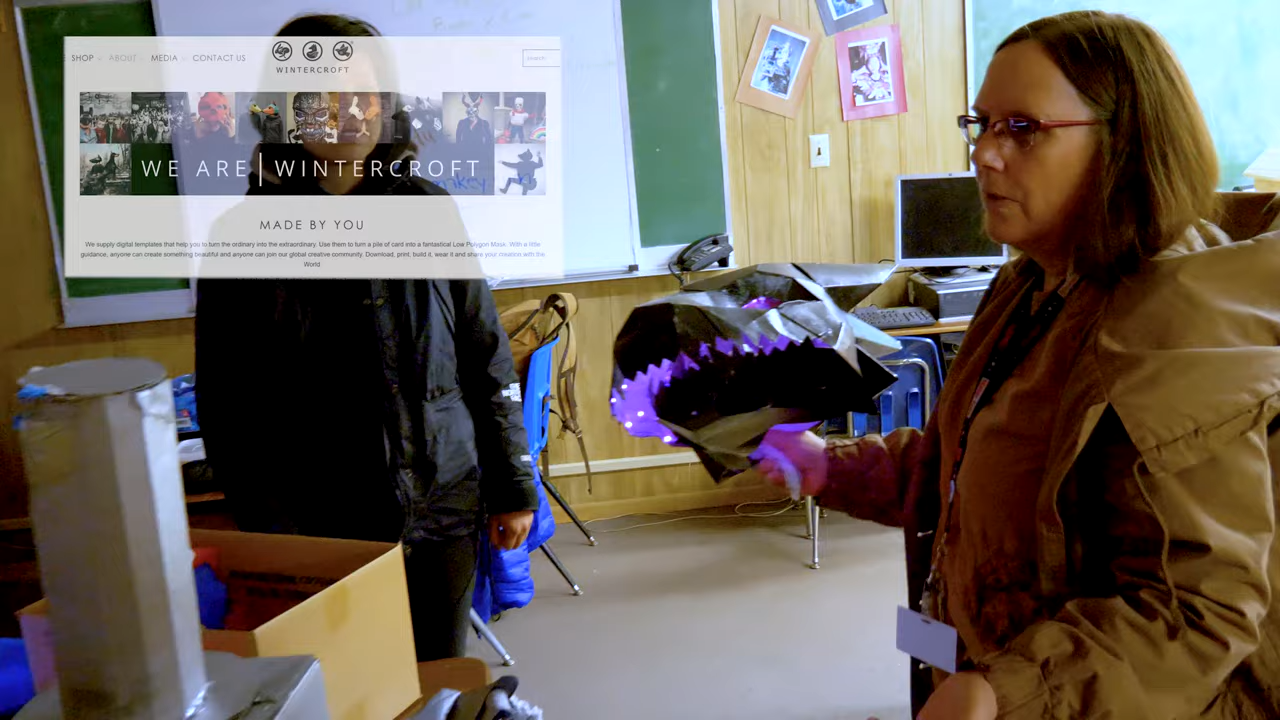 SHOP ABOUT MEDIA CONTACT US
WINTERCROFT
Search
WE ARE | WINTERCROFT
MADE BY YOU
We supply digital templates that help you to turn the ordinary into the extraordinary. Use them to turn a pile of card into a fantastical Low Polygon Mask. With a little
guidance, anyone can create something beautiful and anyone can join our global creative community. Download, print, build it, wear it and share your creation with the
World